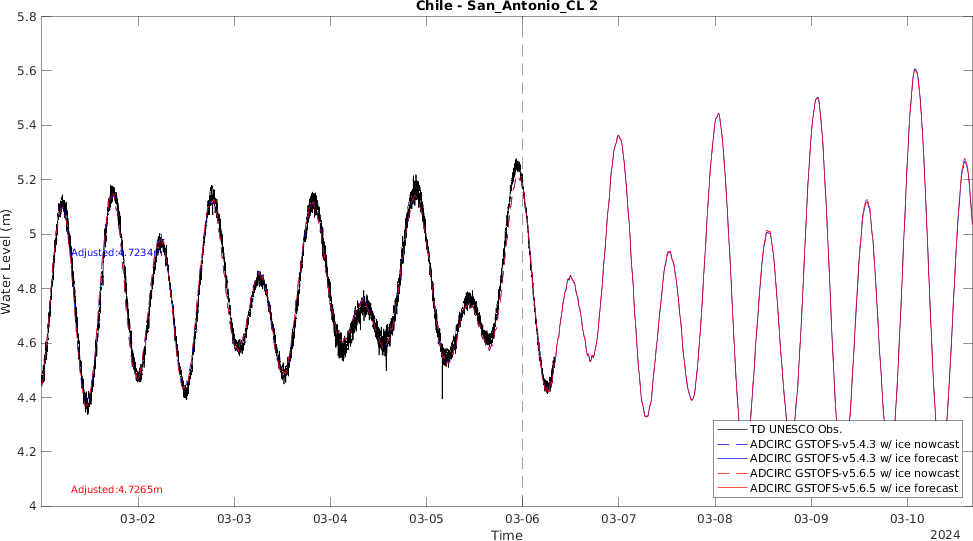 Chile - San_Antonio_CL 2
5.8
5.6
5.4
5.2
5
4.8
4.6
4.4
4.2
4
Water Level (m)
Adjusted:4.7234m
Adjusted:4.7265m
TD UNESCO Obs.
ADCIRC GSTOFS-v5.4.3 w/ ice nowcast
ADCIRC GSTOFS-v5.4.3 w/ ice forecast
ADCIRC GSTOFS-v5.6.5 w/ ice nowcast
ADCIRC GSTOFS-v5.6.5 w/ ice forecast
03-02 03-03 03-04 03-05 03-06 03-07 03-08 03-09 03-10
Time
2024